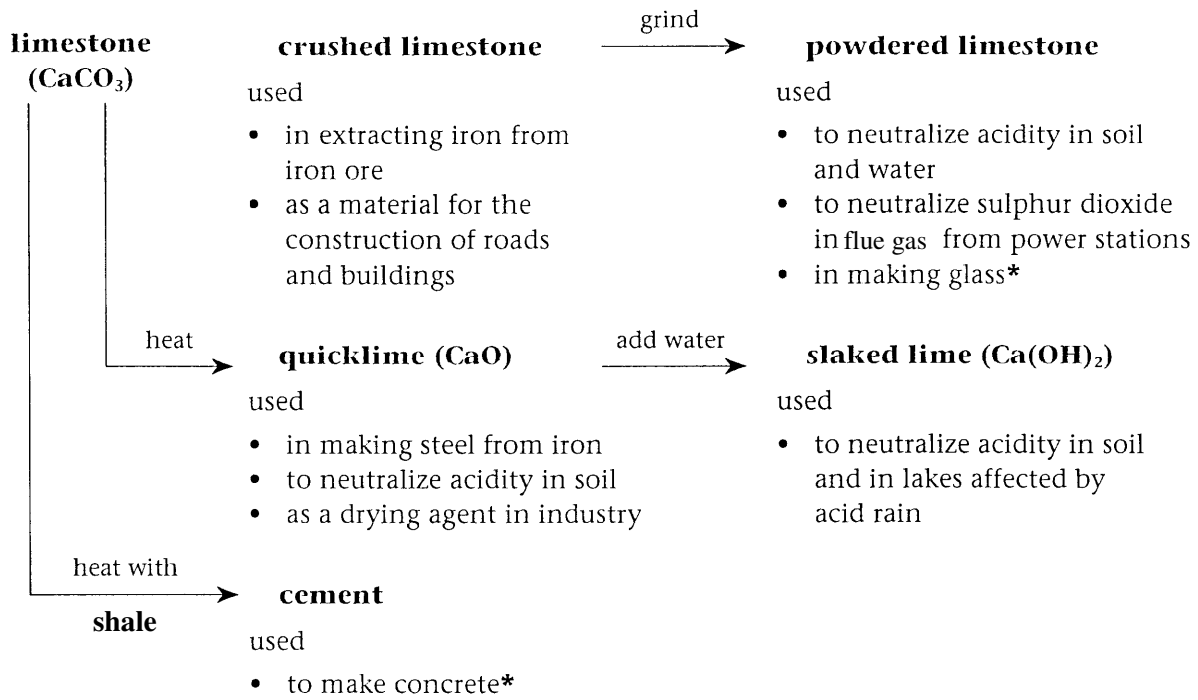 limestone
(CaCO₃)
crushed limestone
grind
powdered limestone
used
• in extracting iron from
iron ore
• as a material for the
construction of roads
and buildings
used
• to neutralize acidity in soil
and water
• to neutralize sulphur dioxide
in flue gas from power stations
• in making glass*
heat
quicklime (CaO)
add water
slaked lime (Ca(OH)₂)
used
• in making steel from iron
• to neutralize acidity in soil
• as a drying agent in industry
used
• to neutralize acidity in soil
and in lakes affected by
acid rain
heat with
shale
cement
used
• to make concrete*